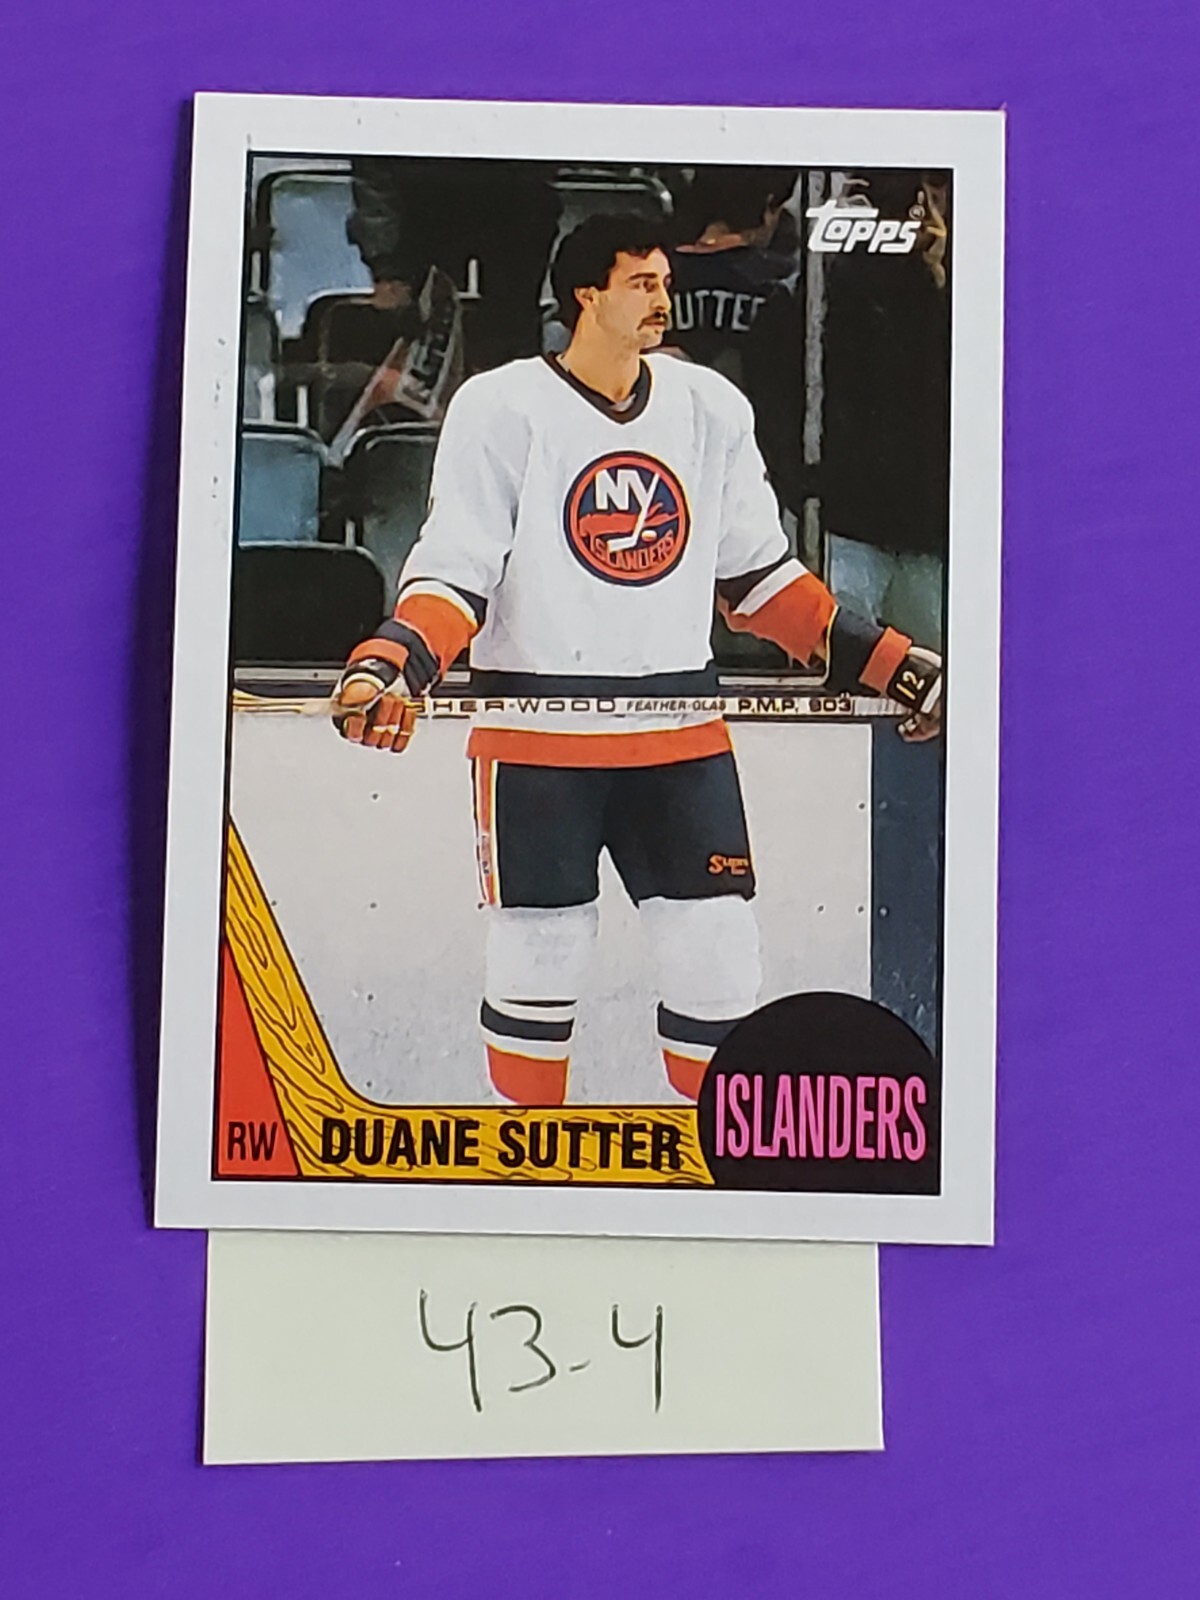 TOPPS®
UTTE
NY
ISLANDERS
12
SHER-WOOD FEATHER-GLAS P.M.P. 903
RW
DUANE SUTTER
ISLANDERS
43-4